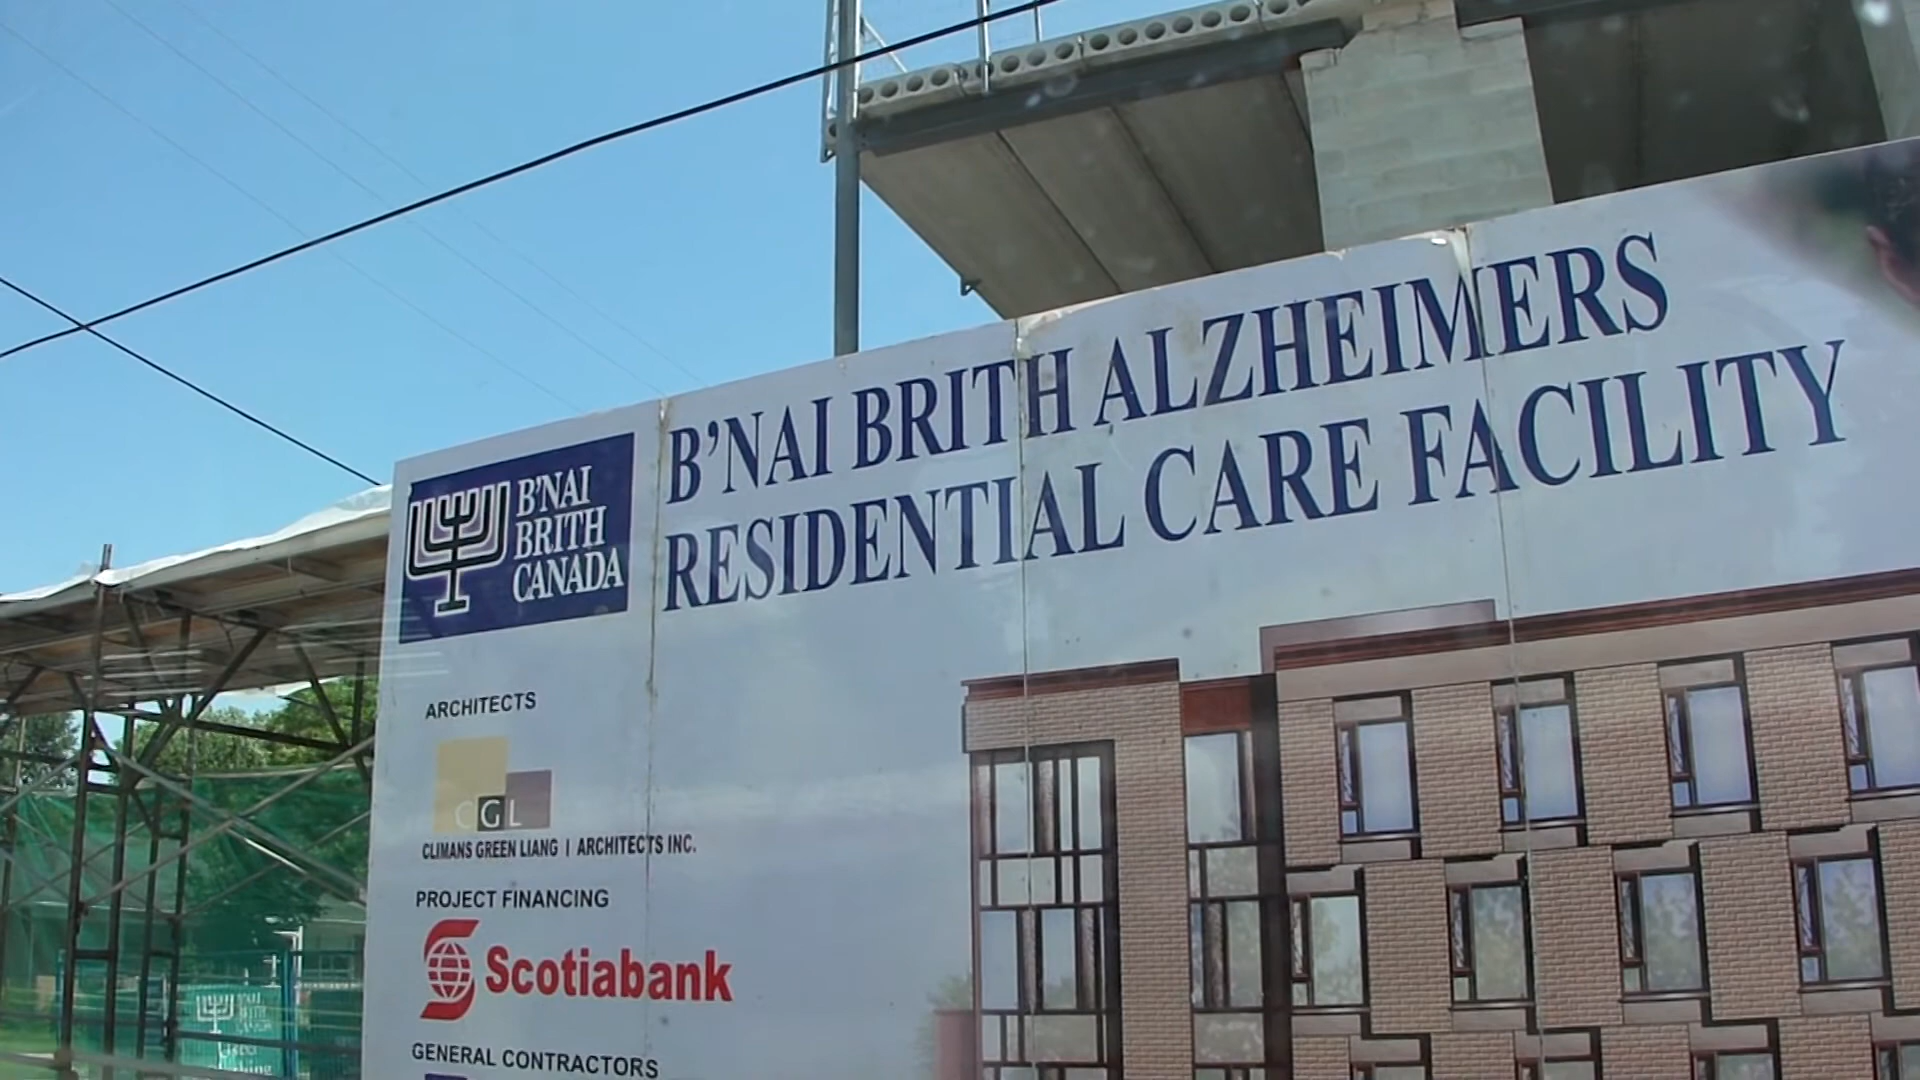 B'NAI BRITH ALZHEIMERS
RESIDENTIAL CARE FACILITY
B'NAI
BRITH
CANADA
ARCHITECTS
CGL
CLIMANS GREEN LIANG | ARCHITECTS INC.
PROJECT FINANCING
Scotiabank
GENERAL CONTRACTORS